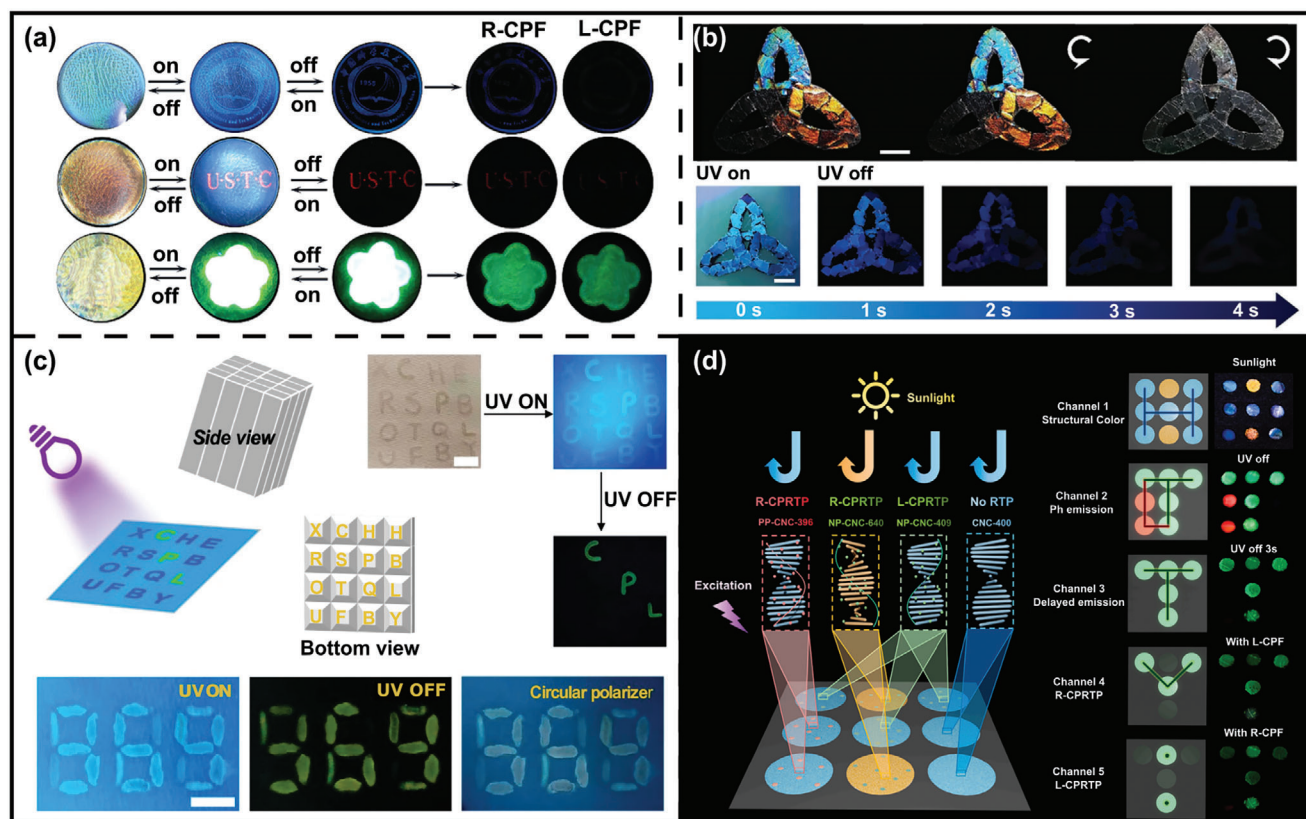 (a)
R-CPF L-CPF
on off
off on
1958
on off
U·S·T·C U·S·T·C U·S·T·C U·S·T·C
off on
on off
off on
(b)
UV on UV off
0 s 1 s 2 s 3 s 4 s
(c)
Side view
X C H E
R S P B
O T Q L
U F B Y
UV ON
X C H E
R S P B
O T Q L
U F B Y
UV OFF
C
P
L
X C H E
R S P B
O T Q L
U F B Y
X C H H
R S P B
O T Q L
U F B Y
Bottom view
UV ON UV OFF Circular polarizer
(d)
Sunlight
R-CPRTP R-CPRTP L-CPRTP No RTP
PP-CNC-396 NP-CNC-640 NP-CNC-409 CNC-400
Excitation
Sunlight
Channel 1
Structural Color
UV off
Channel 2
Ph emission
UV off 3s
Channel 3
Delayed emission
With L-CPF
Channel 4
R-CPRTP
With R-CPF
Channel 5
L-CPRTP